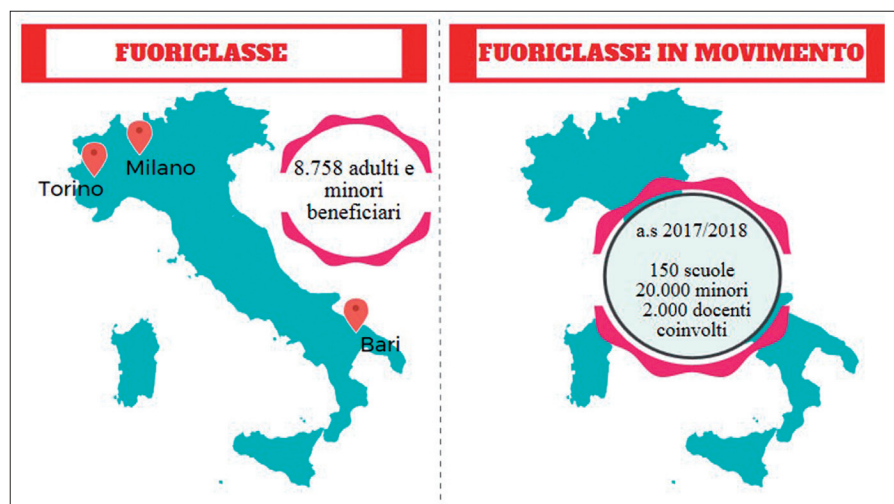 FUORICLASSE
Milano
Torino
8.758 adulti e
minori
beneficiari
Bari
FUORICLASSE IN MOVIMENTO
a.s 2017/2018
150 scuole
20.000 minori
2.000 docenti
coinvolti